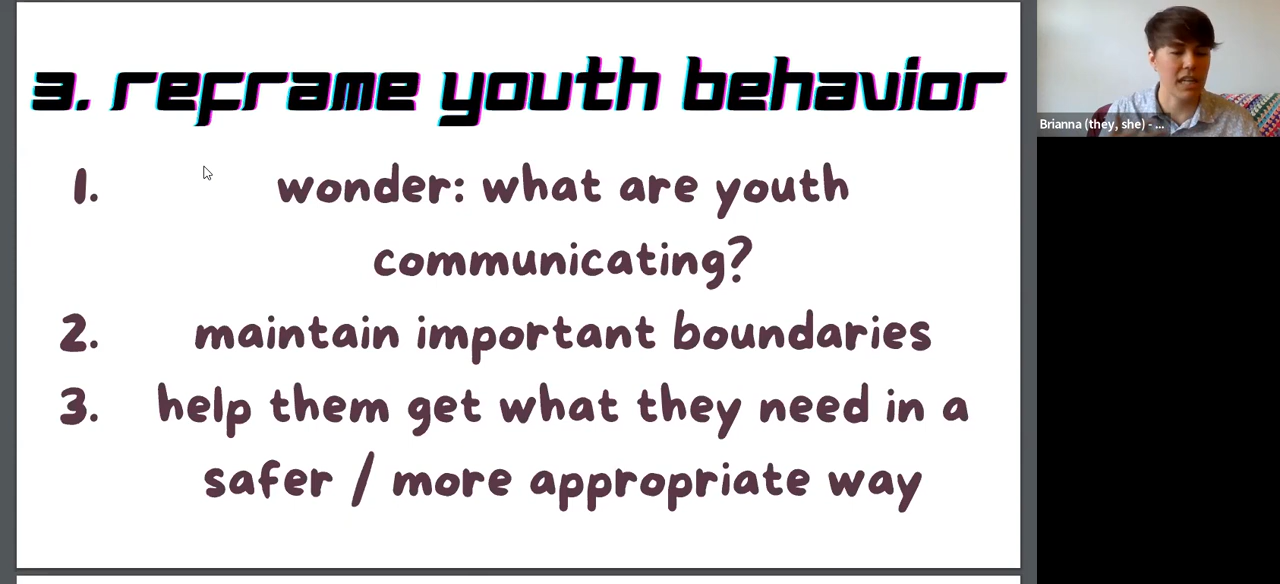 3. reframe youth behavior
1. wonder: what are youth
communicating?
2. maintain important boundaries
3. help them get what they need in a
safer / more appropriate way
Brianna (they, she) - ...